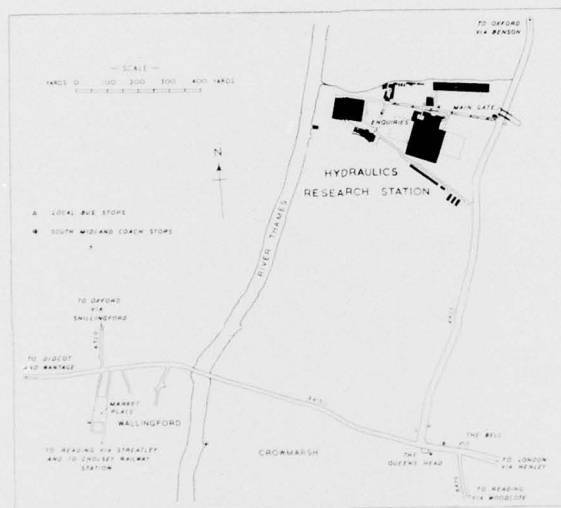 TO OXFORD
VIA BENSON
— SCALE —
YARDS 0 100 200 300 400 YARDS
MAIN GATE
ENQUIRIES
N
HYDRAULICS
RESEARCH STATION
LOCAL BUS STOPS
SOUTH MIDLAND COACH STOPS
RIVER THAMES
TO OXFORD
VIA
SHILLINGFORD
TO DIDCOT
AND WANTAGE
MARKET
PLACE
WALLINGFORD
TO READING VIA STREATLEY
AND TO CHOLSEY RAILWAY
STATION
CROWMARSH
THE BELL
THE
QUEENS HEAD
TO LONDON
VIA HENLEY
TO READING
VIA WOODCOTE